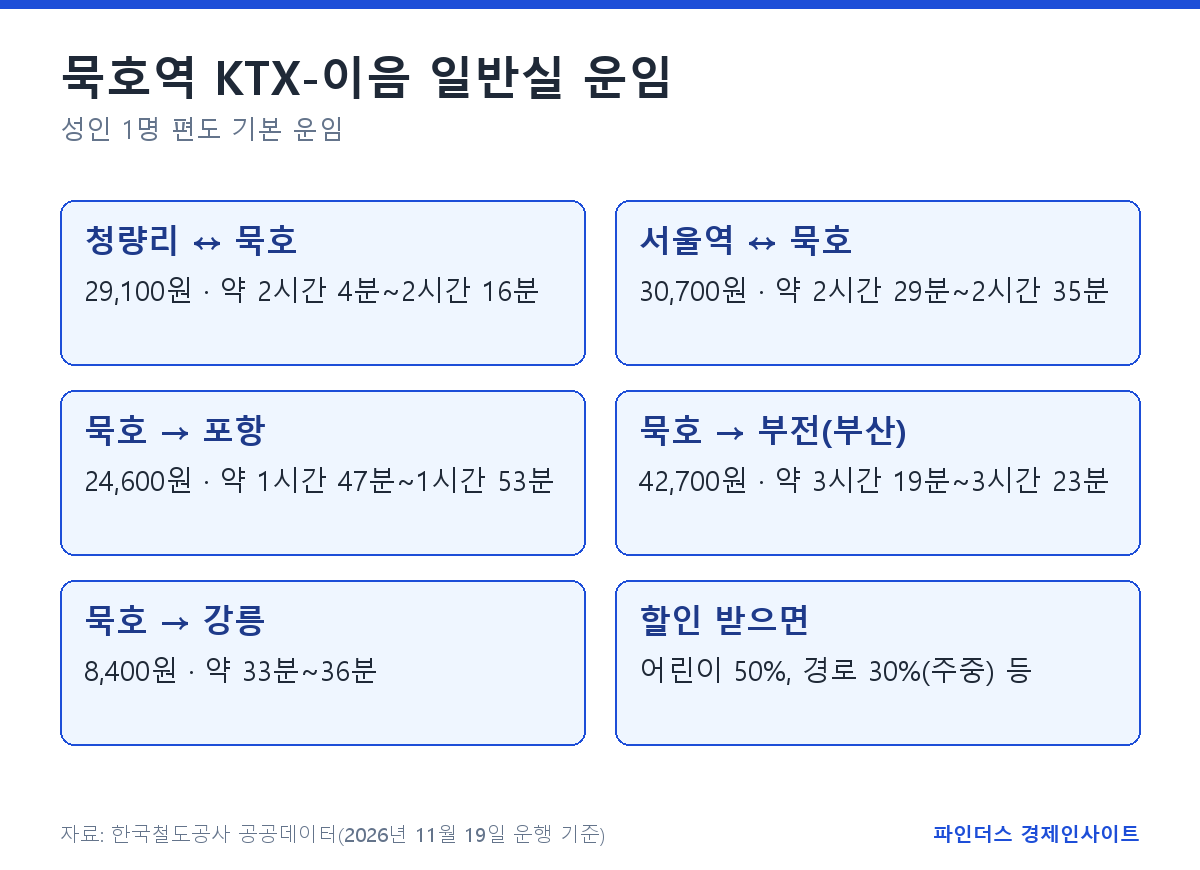 묵호역 KTX-이음 일반실 운임
성인 1명 편도 기본 운임
청량리 ↔ 묵호
29,100원 · 약 2시간 4분~2시간 16분
서울역 ↔ 묵호
30,700원 · 약 2시간 29분~2시간 35분
묵호 → 포항
24,600원 · 약 1시간 47분~1시간 53분
묵호 → 부전(부산)
42,700원 · 약 3시간 19분~3시간 23분
묵호 → 강릉
8,400원 · 약 33분~36분
할인 받으면
어린이 50%, 경로 30%(주중) 등
자료: 한국철도공사 공공데이터(2026년 11월 19일 운행 기준)
파인더스 경제인사이트